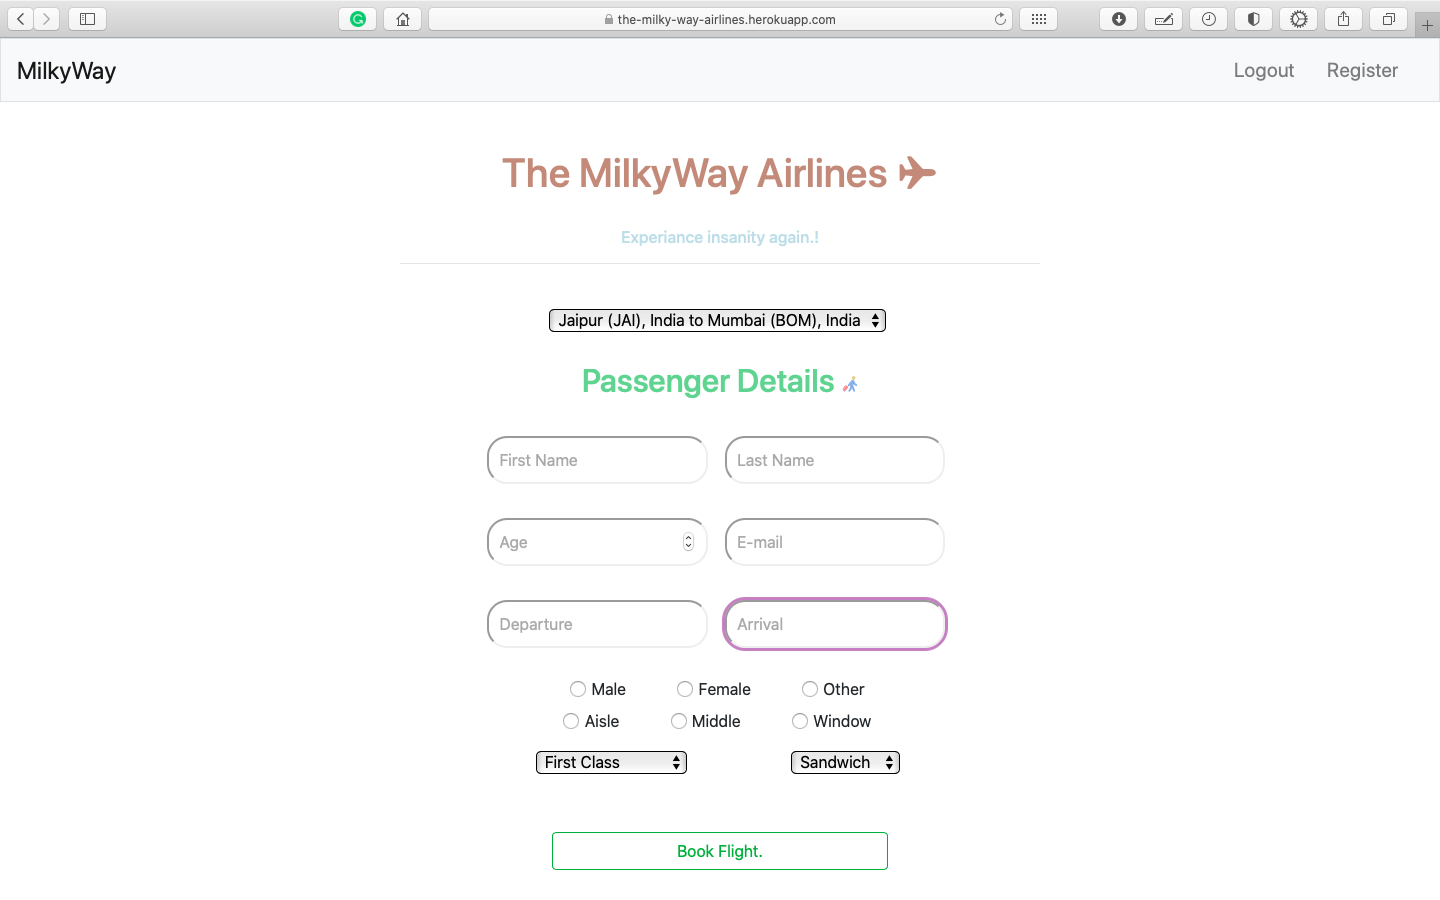 the-milky-way-airlines.herokuapp.com
MilkyWay
Logout Register
The MilkyWay Airlines
Experiance insanity again.!
Jaipur (JAI), India to Mumbai (BOM), India
Passenger Details
First Name Last Name
Age E-mail
Departure Arrival
Male Female Other
Aisle Middle Window
First Class Sandwich
Book Flight.